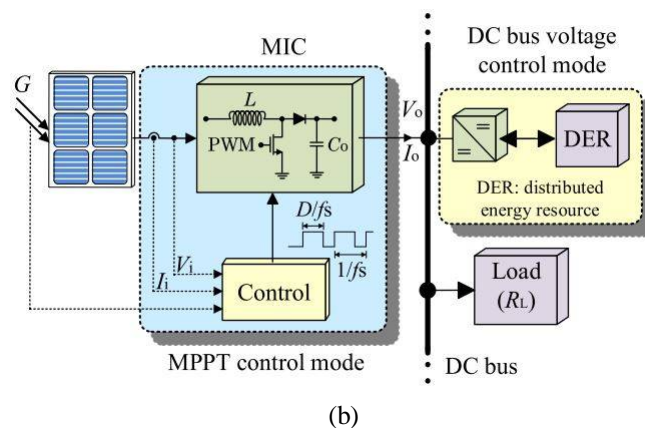 MIC
DC bus voltage
control mode
G
L
Vo
Co
PWM
Io
DER
DER: distributed
energy resource
D/fs
1/fs
Vi
Ii
Control
Load
(RL)
MPPT control mode
DC bus
(b)